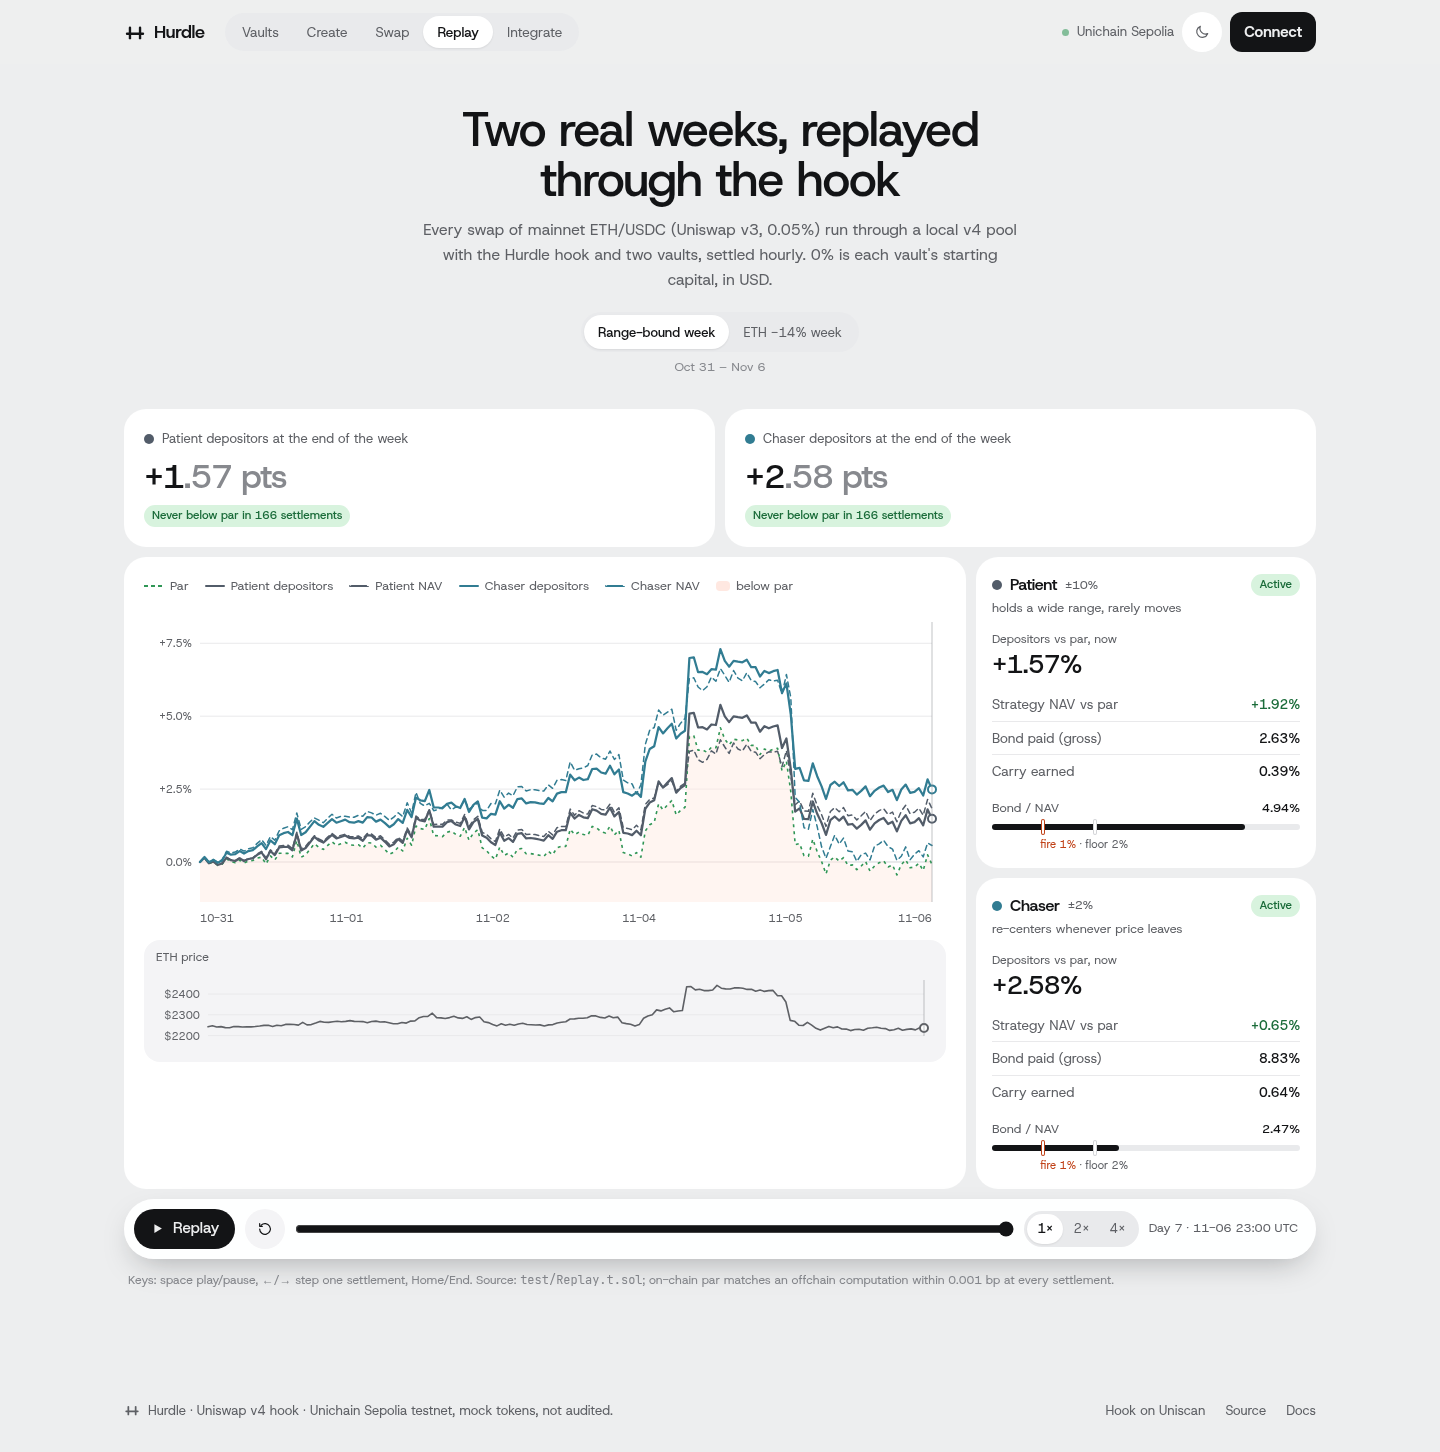 Hurdle
Vaults Create Swap Replay Integrate
Unichain Sepolia
Connect
Two real weeks, replayed
through the hook
Every swap of mainnet ETH/USDC (Uniswap v3, 0.05%) run through a local v4 pool
with the Hurdle hook and two vaults, settled hourly. 0% is each vault's starting
capital, in USD.
Range-bound week ETH -14% week
Oct 31 – Nov 6
Patient depositors at the end of the week
+1.57 pts
Never below par in 166 settlements
Chaser depositors at the end of the week
+2.58 pts
Never below par in 166 settlements
Par Patient depositors Patient NAV Chaser depositors Chaser NAV below par
+7.5%
+5.0%
+2.5%
0.0%
10-31 11-01 11-02 11-04 11-05 11-06
ETH price
$2400
$2300
$2200
Patient ±10% Active
holds a wide range, rarely moves
Depositors vs par, now
+1.57%
Strategy NAV vs par +1.92%
Bond paid (gross) 2.63%
Carry earned 0.39%
Bond / NAV 4.94%
fire 1% · floor 2%
Chaser ±2% Active
re-centers whenever price leaves
Depositors vs par, now
+2.58%
Strategy NAV vs par +0.65%
Bond paid (gross) 8.83%
Carry earned 0.64%
Bond / NAV 2.47%
fire 1% · floor 2%
Replay 1× 2× 4× Day 7 · 11-06 23:00 UTC
Keys: space play/pause, ←/→ step one settlement, Home/End. Source: test/Replay.t.sol; on-chain par matches an offchain computation within 0.001 bp at every settlement.
Hurdle · Uniswap v4 hook · Unichain Sepolia testnet, mock tokens, not audited.
Hook on Uniscan Source Docs